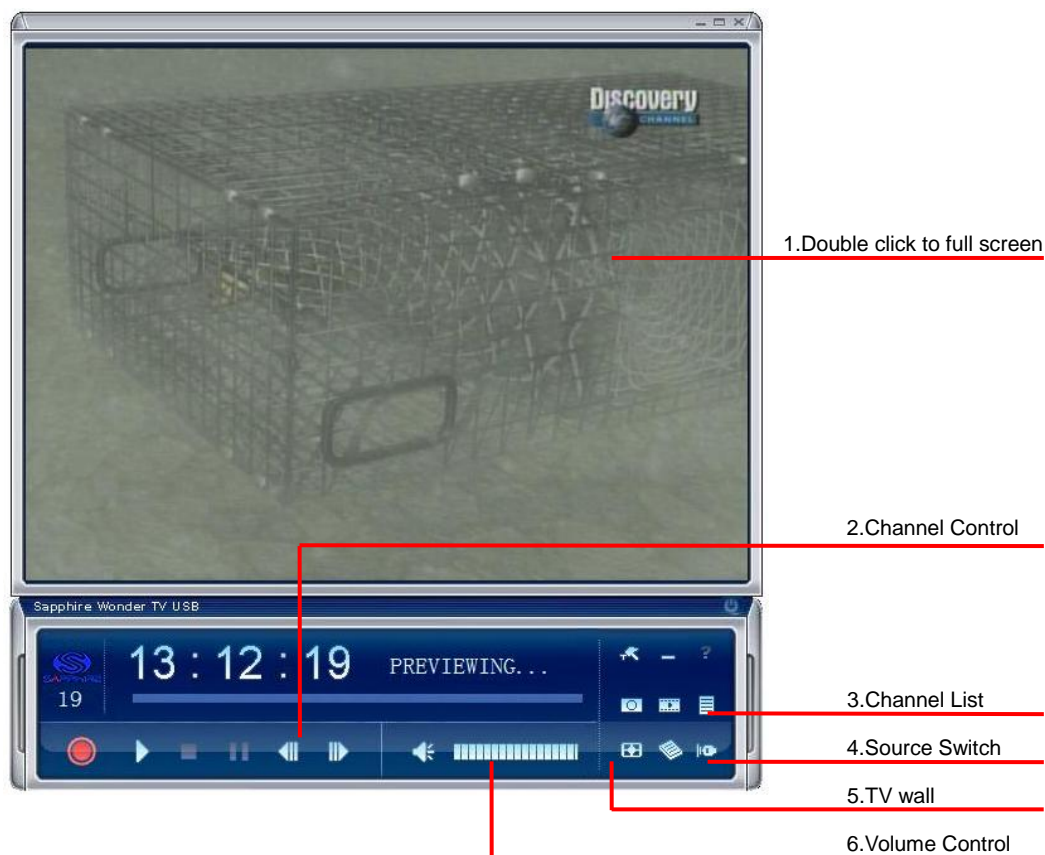 Discovery
CHANNEL
1.Double click to full screen
2.Channel Control
Sapphire Wonder TV USB
SAPPHIRE
13 : 12 : 19 PREVIEWING...
?
19
3.Channel List
4.Source Switch
5.TV wall
6.Volume Control